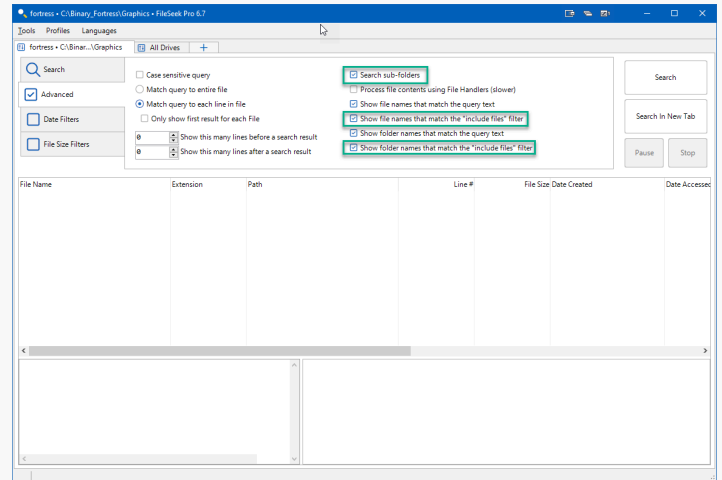 fortress • C:\Binary_Fortress\Graphics • FileSeek Pro 6.7
Tools Profiles Languages
fortress • C:\Binar...\Graphics All Drives +
Search
Advanced
Date Filters
File Size Filters
Case sensitive query
Match query to entire file
Match query to each line in file
Only show first result for each File
0 Show this many lines before a search result
0 Show this many lines after a search result
Search sub-folders
Process file contents using File Handlers (slower)
Show file names that match the query text
Show file names that match the "include files" filter
Show folder names that match the query text
Show folder names that match the "include files" filter
Search
Search In New Tab
Pause Stop
File Name Extension Path Line # File Size Date Created Date Accessed